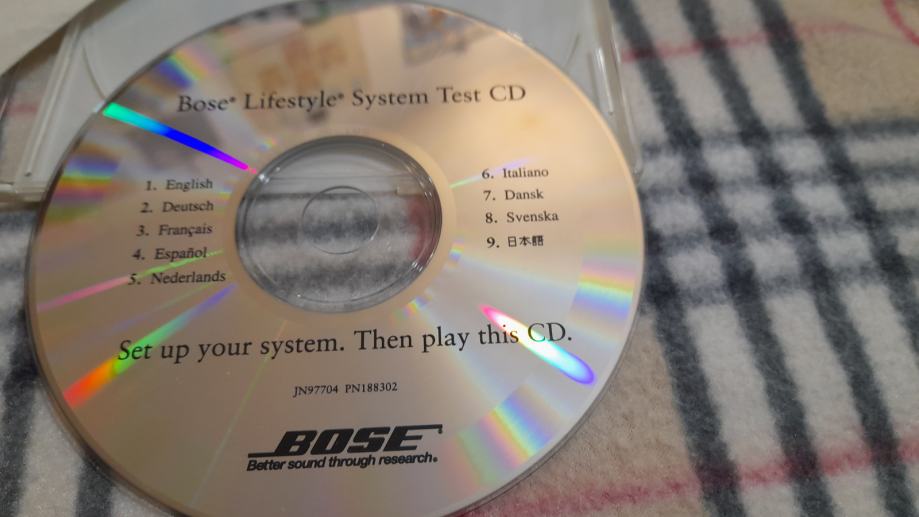 Bose® Lifestyle® System Test CD
1. English
2. Deutsch
3. Français
4. Español
5. Nederlands
6. Italiano
7. Dansk
8. Svenska
9. 日本語
Set up your system. Then play this CD.
JN97704 PN188302
BOSE
Better sound through research®